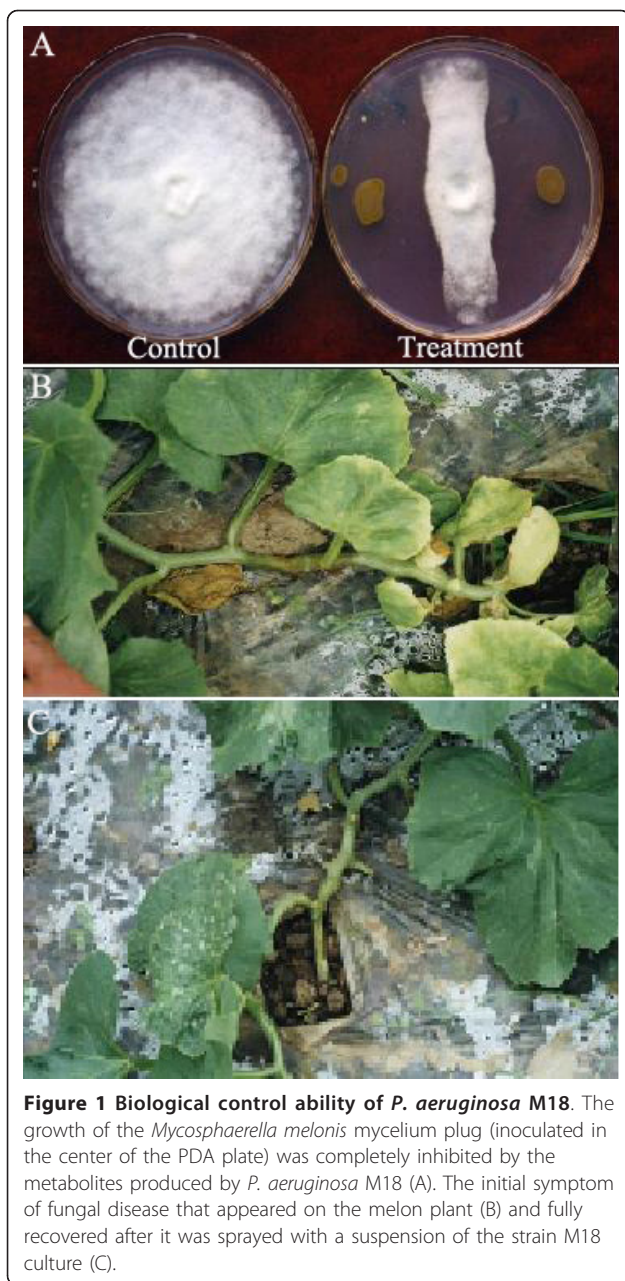 A
Control
Treatment
B
C
Figure 1 Biological control ability of P. aeruginosa M18. The
growth of the Mycosphaerella melonis mycelium plug (inoculated in
the center of the PDA plate) was completely inhibited by the
metabolites produced by P. aeruginosa M18 (A). The initial symptom
of fungal disease that appeared on the melon plant (B) and fully
recovered after it was sprayed with a suspension of the strain M18
culture (C).